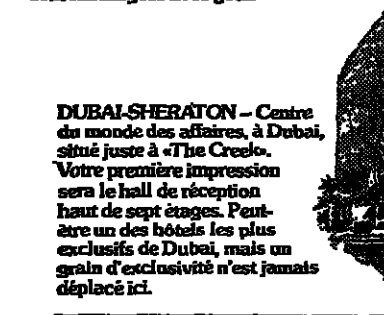 DUBAI-SHERATON – Centre
du monde des affaires, à Dubai,
situé juste à «The Creek».
Votre première impression
sera le hall de réception
haut de sept étages. Peut-
être un des hôtels les plus
exclusifs de Dubai, mais un
grain d'exclusivité n'est jamais
déplacé ici.